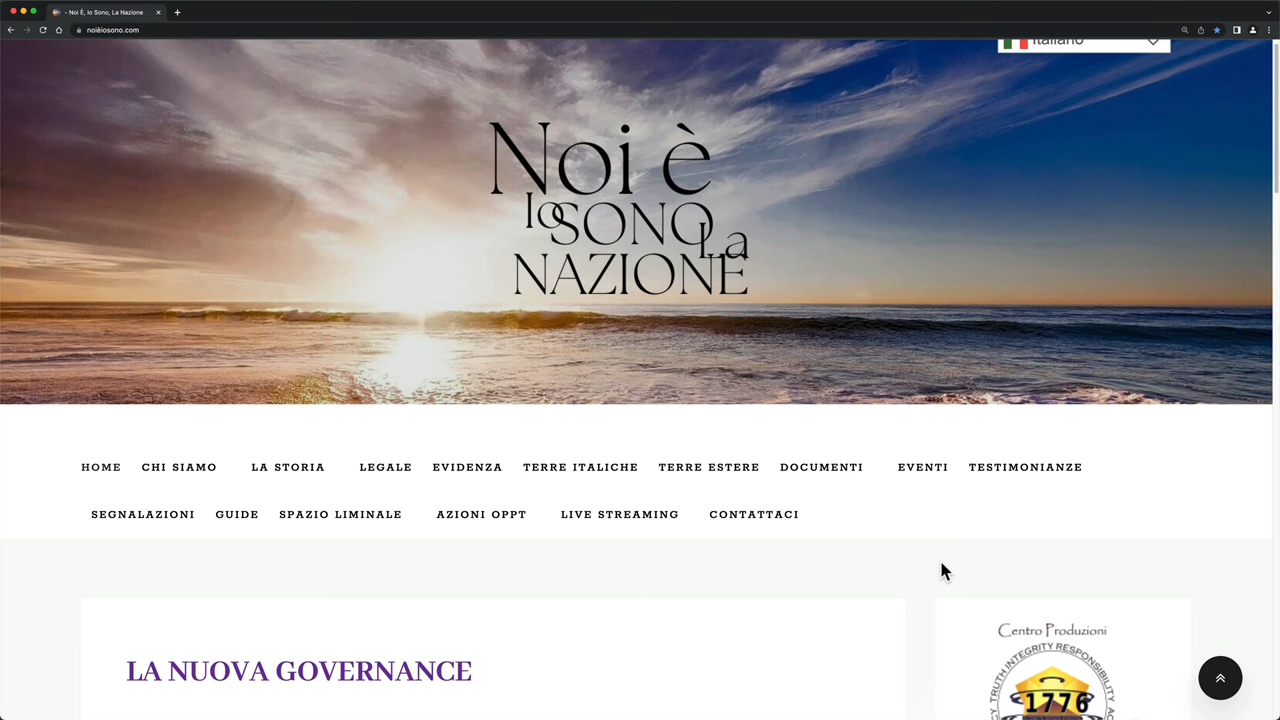 - Noi È, Io Sono, La Nazione
noièiosono.com
Italiano
Noi è
Io SONO La
NAZIONE
HOME CHI SIAMO LA STORIA LEGALE EVIDENZA TERRE ITALICHE TERRE ESTERE DOCUMENTI EVENTI TESTIMONIANZE
SEGNALAZIONI GUIDE SPAZIO LIMINALE AZIONI OPPT LIVE STREAMING CONTATTACI
LA NUOVA GOVERNANCE
Centro Produzioni
TRUTH INTEGRITY RESPONSIBILITY
1776